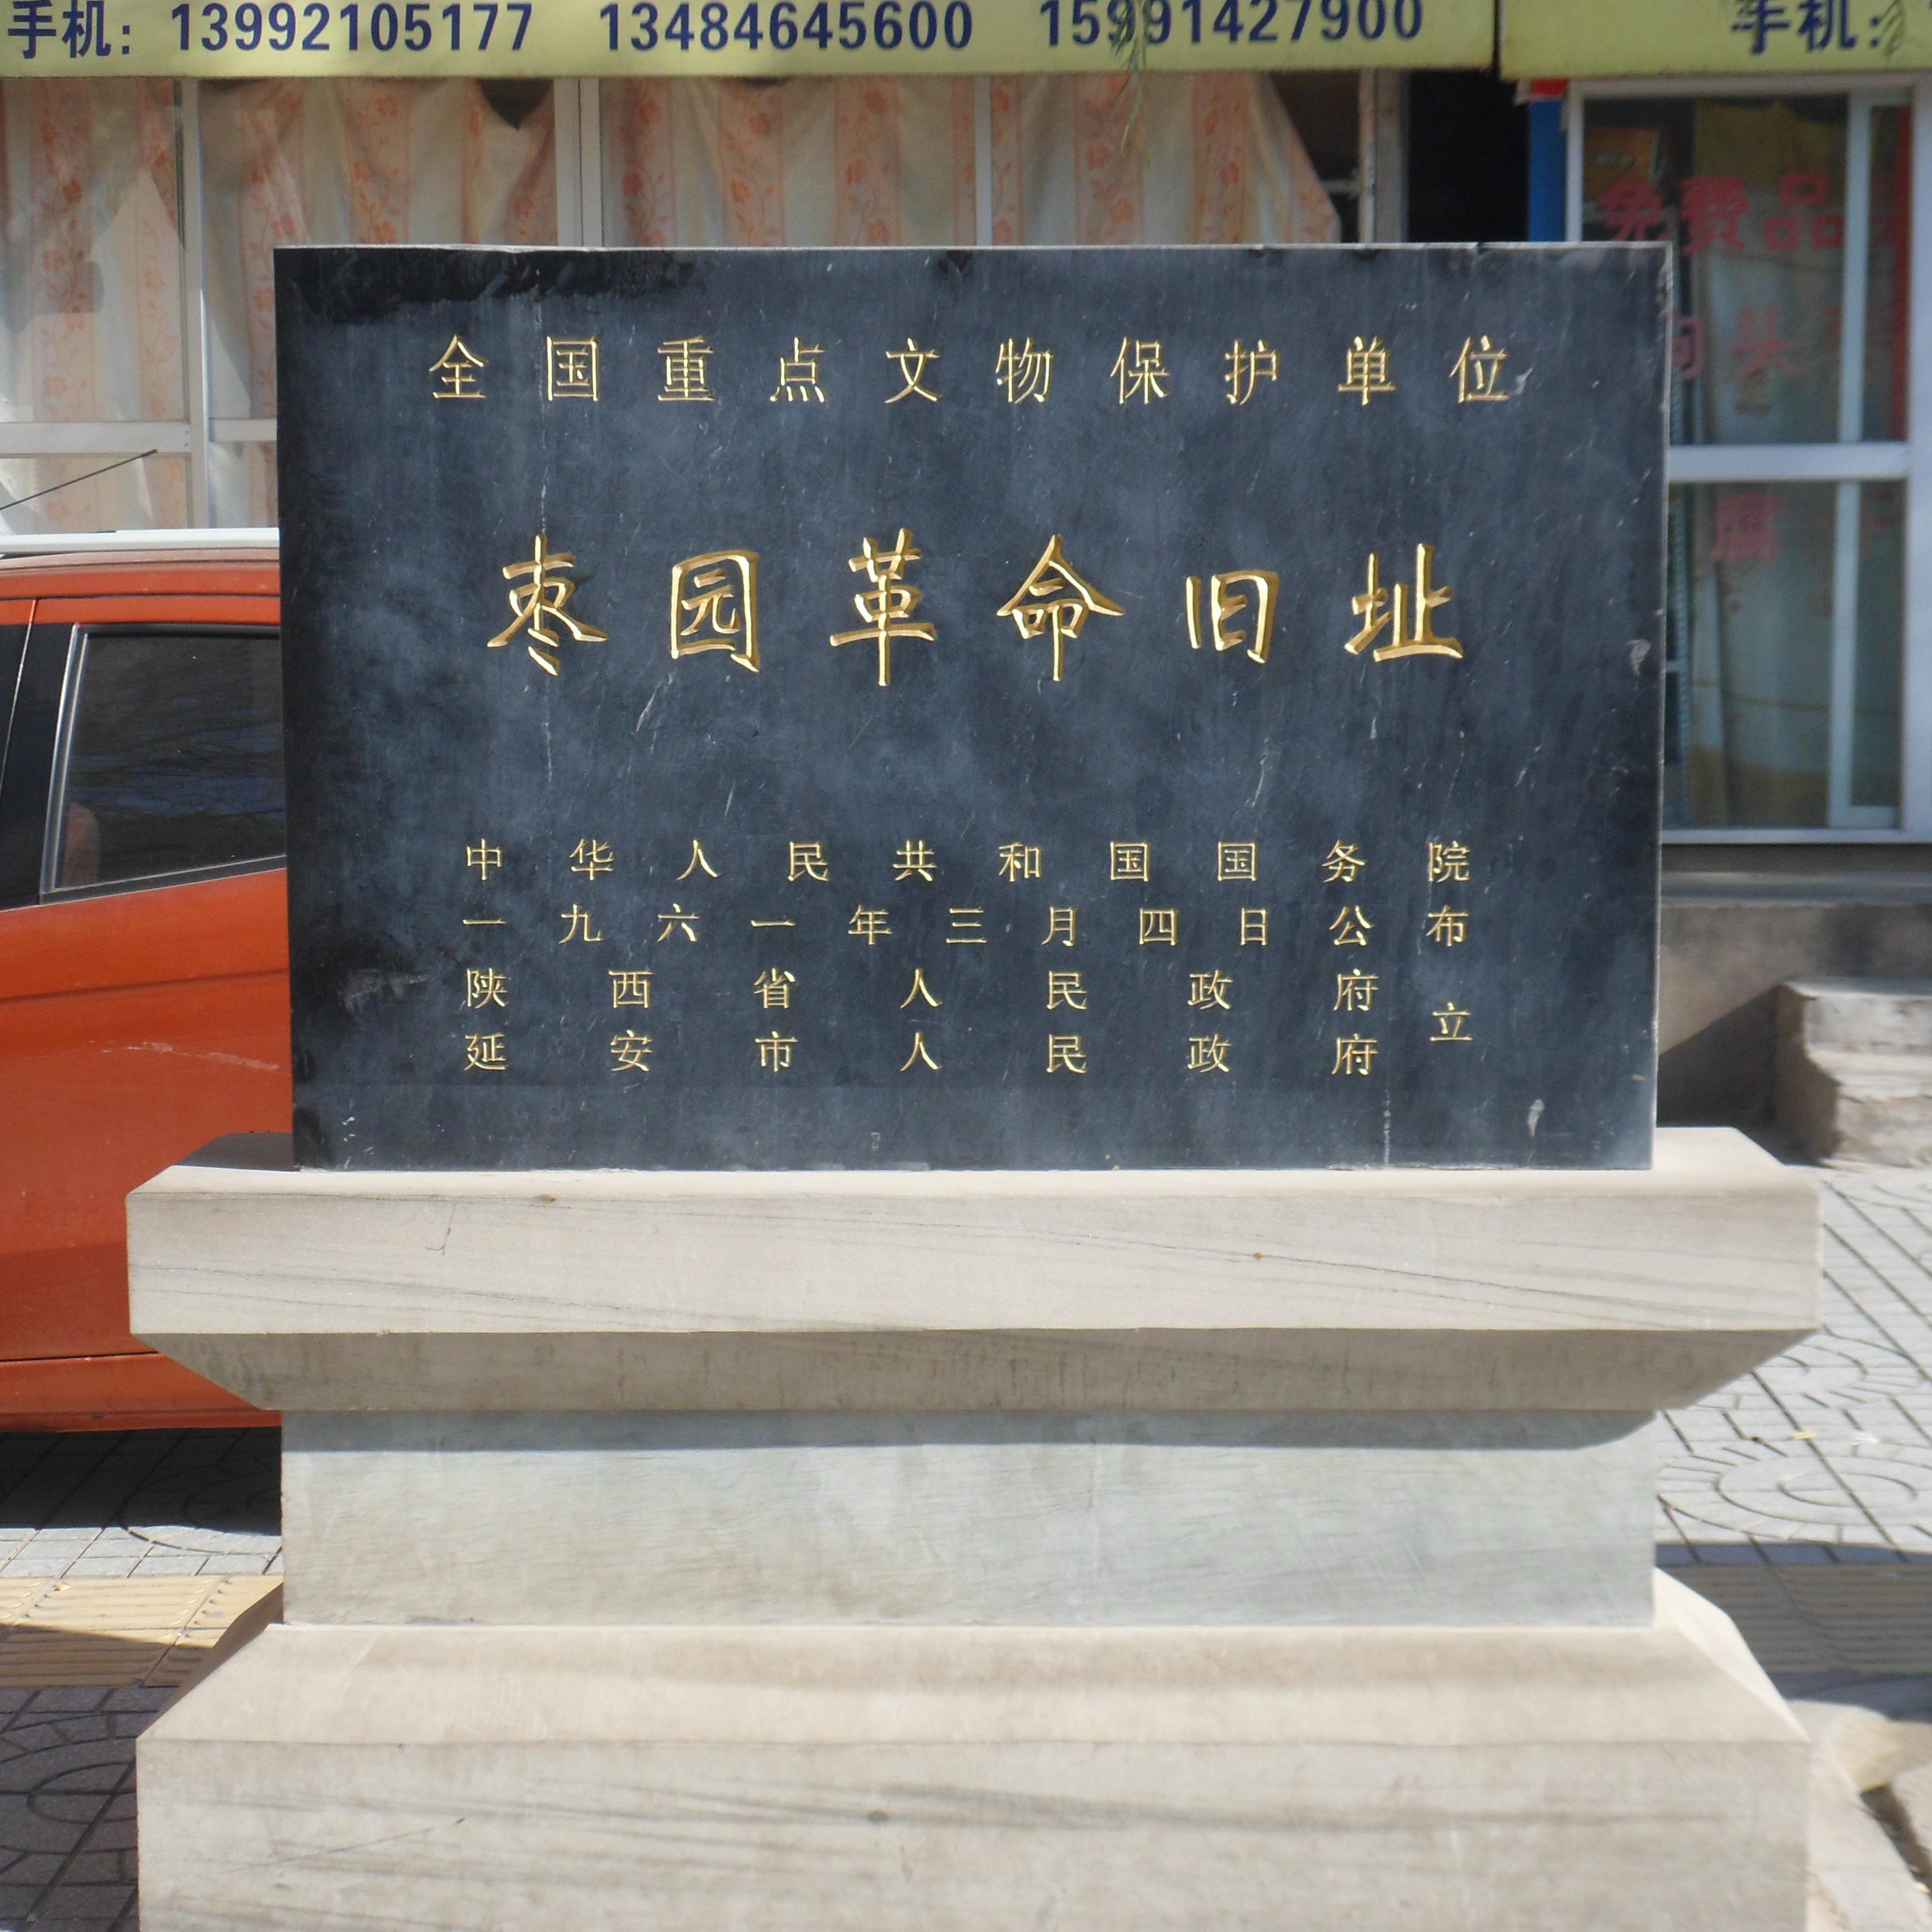 手机: 13992105177 13484645600 15991427900
手机:
免费品
全国重点文物保护单位
枣园革命旧址
中华人民共和国国务院
一九六一年三月四日公布
陕西省人民政府
延安市人民政府
立